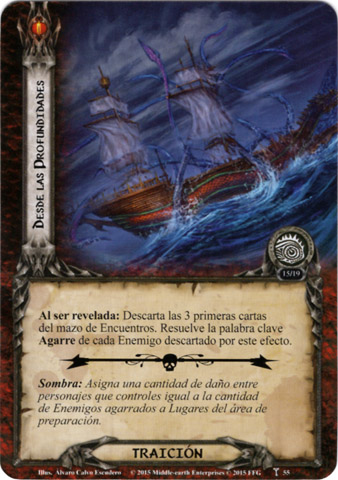 DESDE LAS PROFUNDIDADES
15/19
Al ser revelada: Descarta las 3 primeras cartas
del mazo de Encuentros. Resuelve la palabra clave
Agarre de cada Enemigo descartado por este efecto.
Sombra: Asigna una cantidad de daño entre
personajes que controles igual a la cantidad
de Enemigos agarrados a Lugares del área de
preparación.
TRAICIÓN
Illus. Alvaro Calvo Escudero © 2015 Middle-earth Enterprises © 2015 FFG 55